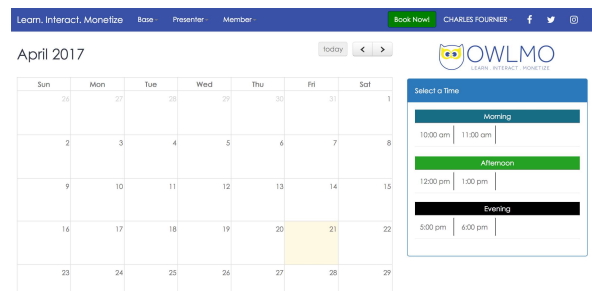 Learn. Interact. Monetize Base Presenter Member Book Now! CHARLES FOURNIER
April 2017 today
OWLMO
LEARN. INTERACT. MONETIZE
Sun Mon Tue Wed Thu Fri Sat
26 27 28 29 30 31 1
2 3 4 5 6 7 8
9 10 11 12 13 14 15
16 17 18 19 20 21 22
23 24 25 26 27 28 29
Select a Time
Morning
10:00 am 11:00 am
Afternoon
12:00 pm 1:00 pm
Evening
5:00 pm 6:00 pm